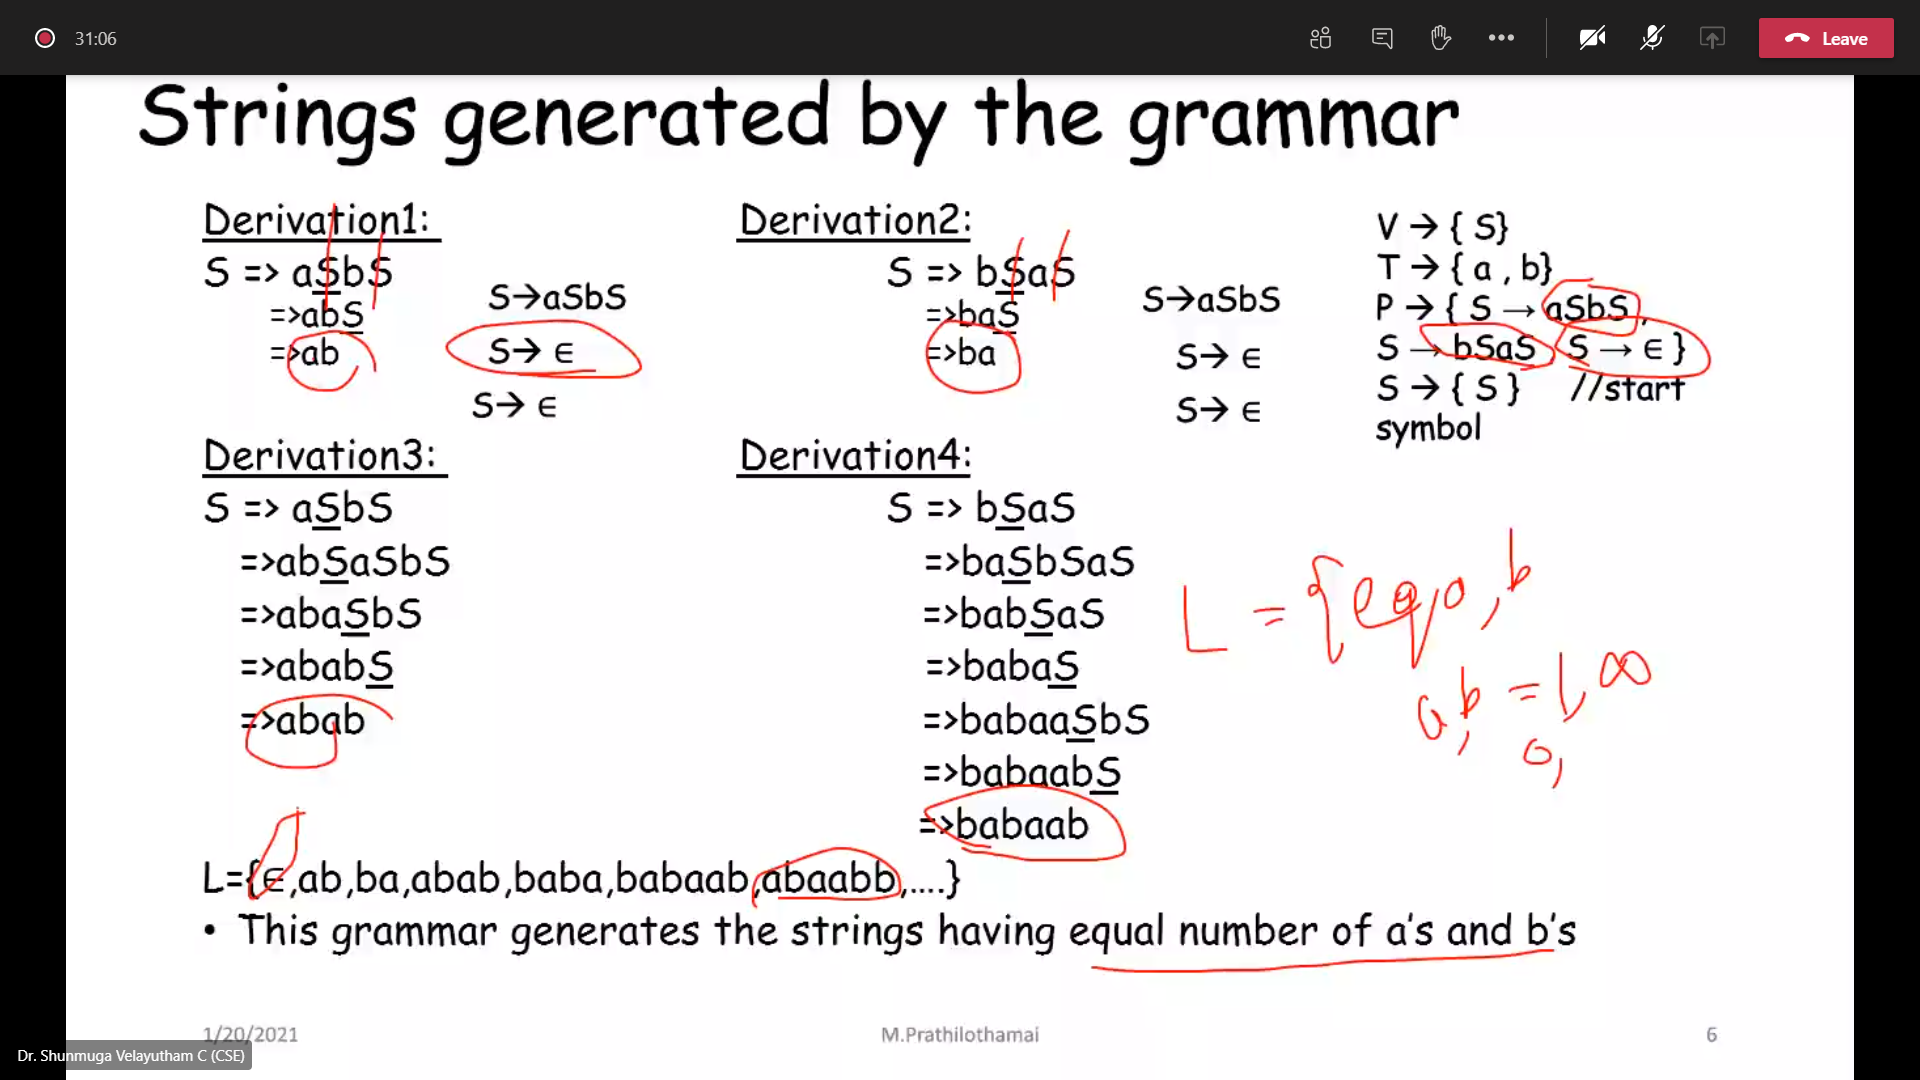 31:06
Leave
Strings generated by the grammar
Derivation1:
S => aSbS
=>abS
=>ab
S→aSbS
S→ ∈
S→ ∈
Derivation2:
S => bSaS
=>baS
=>ba
S→aSbS
S→ ∈
S→ ∈
V → { S}
T → { a , b}
P → { S → aSbS ,
S → bSaS, S → ∈ }
S → { S } //start
symbol
Derivation3:
S => aSbS
=>abSaSbS
=>abaSbS
=>ababS
=>abab
Derivation4:
S => bSaS
=>baSbSaS
=>babSaS
=>babaS
=>babaaSbS
=>babaabS
=>babaab
L = { eq a, b
a, b = 1, ∞
0,
L={∈,ab,ba,abab,baba,babaab,abaabb,....}
• This grammar generates the strings having equal number of a's and b's
1/20/2021
M.Prathilothamai
6
Dr. Shunmuga Velayutham C (CSE)